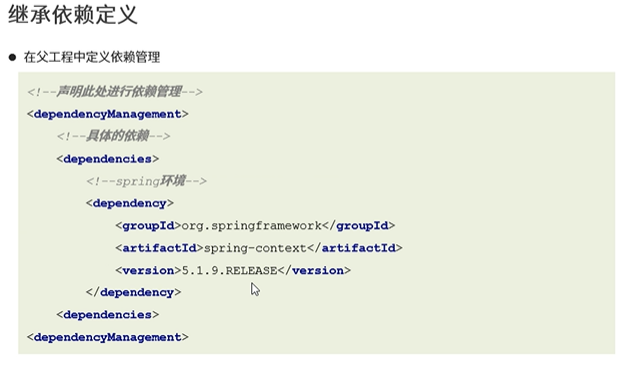 继承依赖定义
● 在父工程中定义依赖管理
<!--声明此处进行依赖管理-->
<dependencyManagement>
    <!--具体的依赖-->
    <dependencies>
        <!--spring环境-->
        <dependency>
            <groupId>org.springframework</groupId>
            <artifactId>spring-context</artifactId>
            <version>5.1.9.RELEASE</version>
        </dependency>
    <dependencies>
<dependencyManagement>